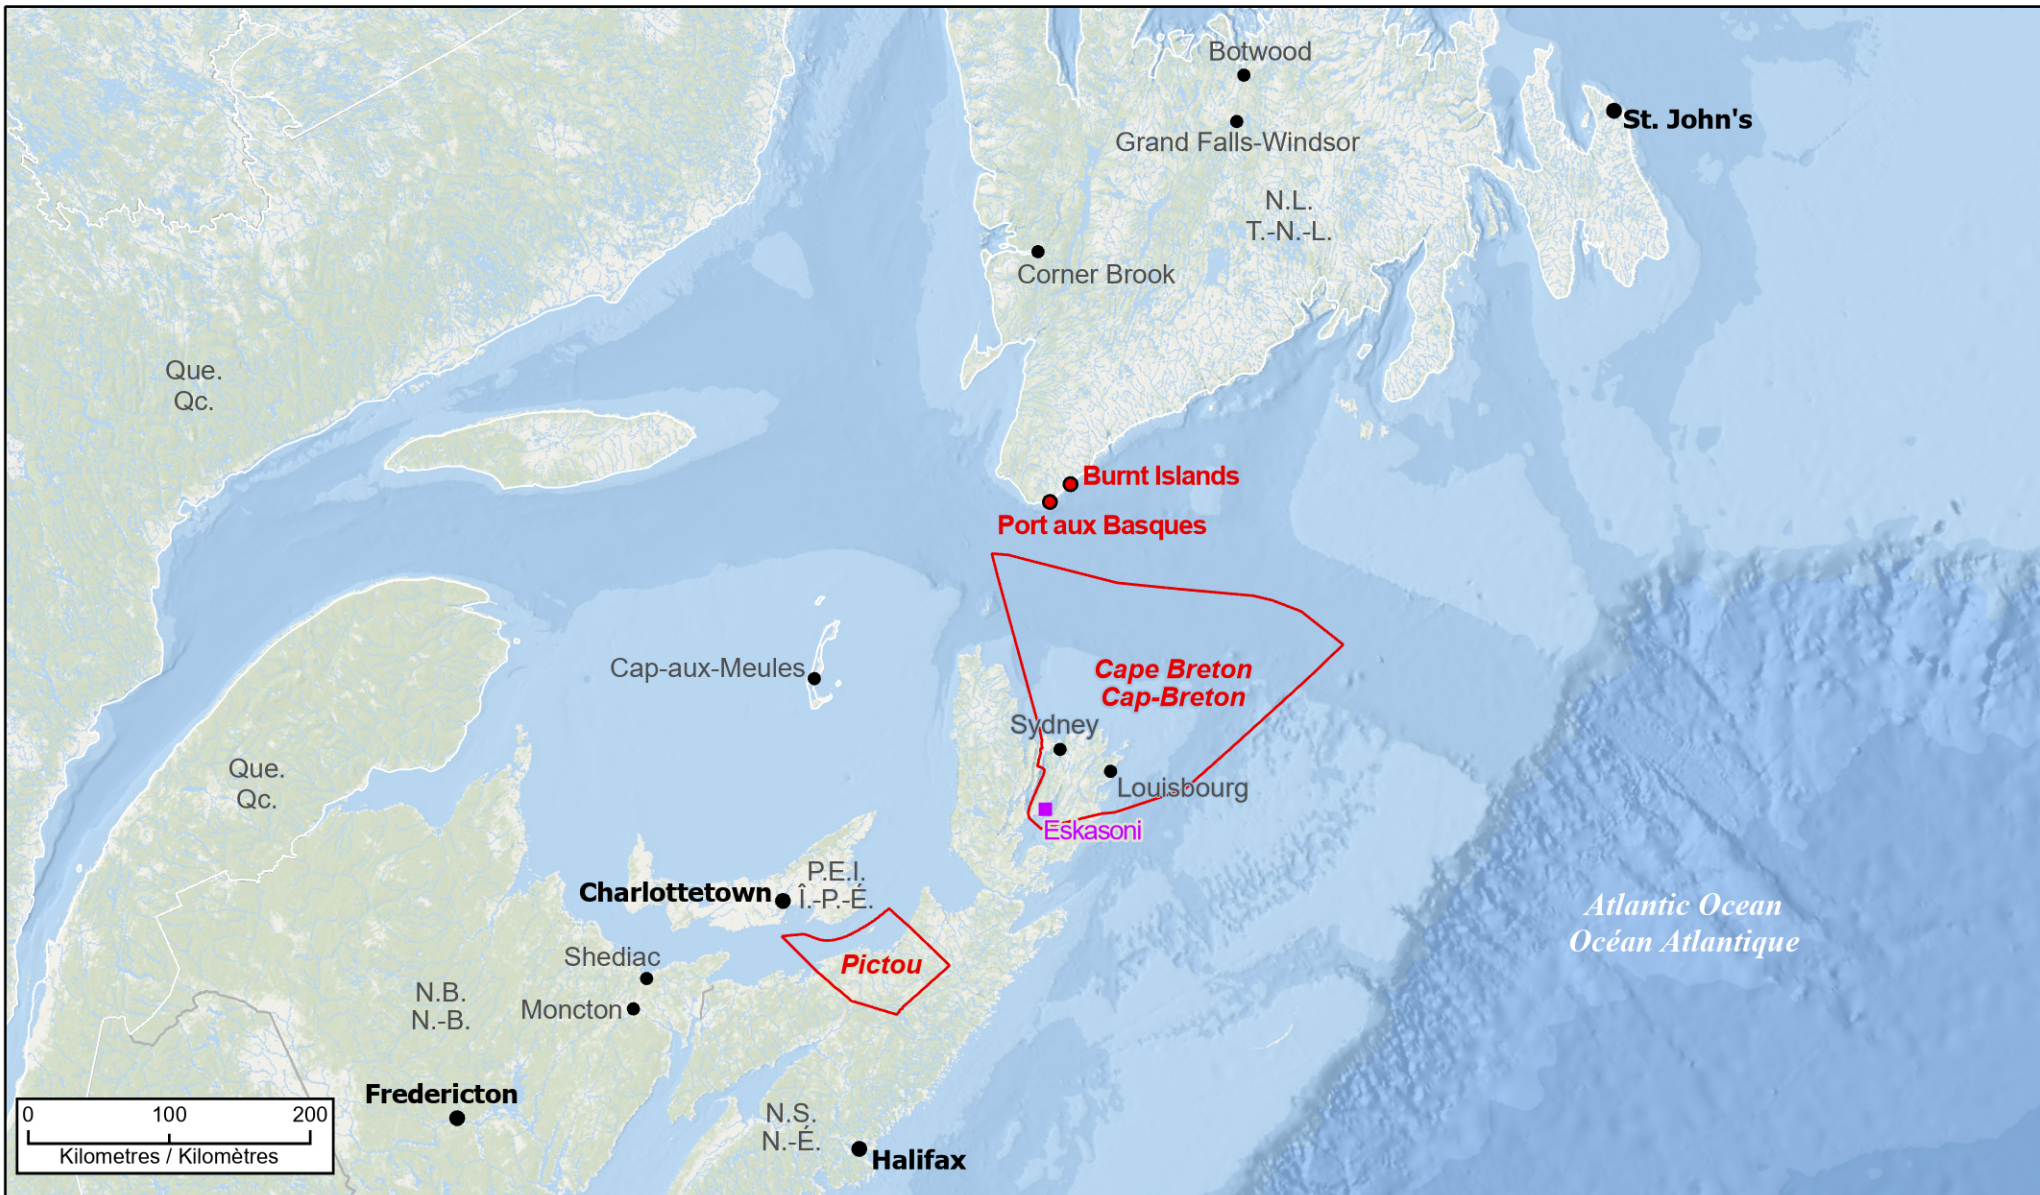 Botwood
St. John's
Grand Falls-Windsor
N.L.
T.-N.-L.
Corner Brook
Que.
Qc.
Burnt Islands
Port aux Basques
Cap-aux-Meules
Cape Breton
Cap-Breton
Sydney
Louisbourg
Que.
Qc.
Eskasoni
P.E.I.
Î.-P.-É.
Charlottetown
Atlantic Ocean
Océan Atlantique
Shediac
Pictou
N.B.
N.-B.
Moncton
Fredericton
N.S.
N.-É.
Halifax
0 100 200
Kilometres / Kilomètres